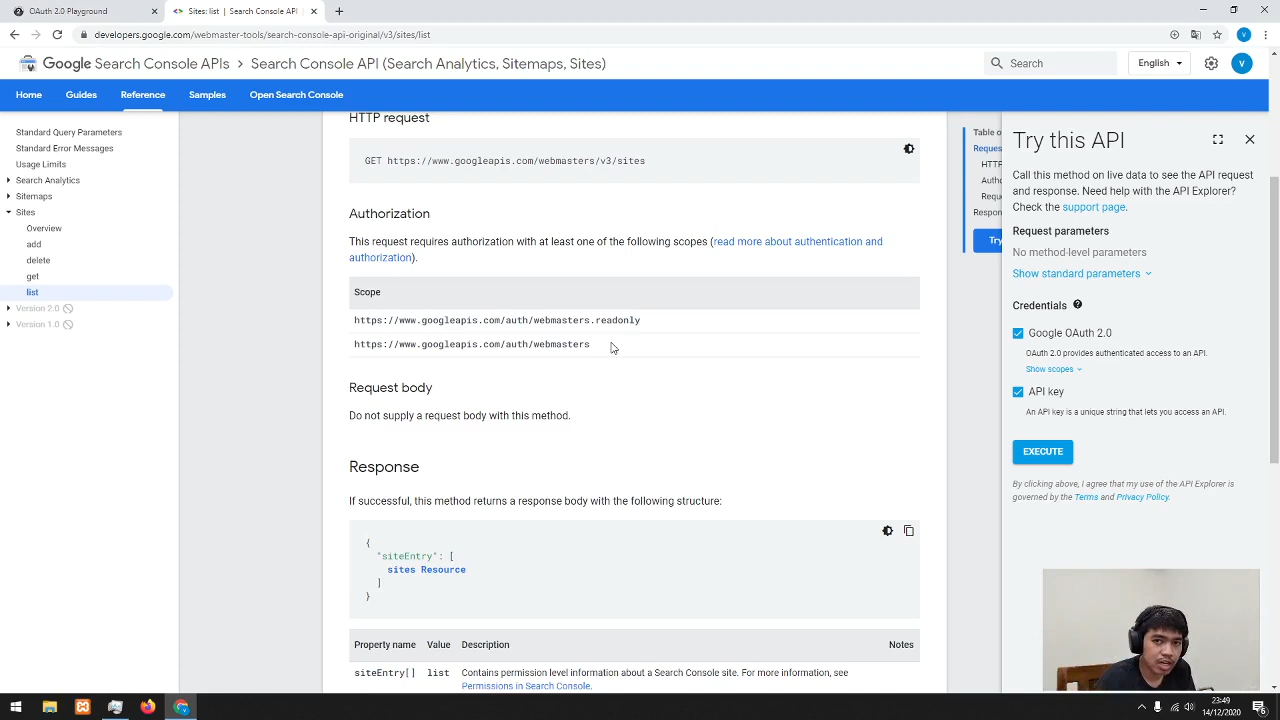 OAuth 2.0 Playground
Sites: list | Search Console API
developers.google.com/webmaster-tools/search-console-api-original/v3/sites/list
V
Google Search Console APIs
Search Console API (Search Analytics, Sitemaps, Sites)
Search
English
V
Home
Guides
Reference
Samples
Open Search Console
Standard Query Parameters
Standard Error Messages
Usage Limits
Search Analytics
Sitemaps
Sites
Overview
add
delete
get
list
Version 2.0
Version 1.0
HTTP request
GET https://www.googleapis.com/webmasters/v3/sites
Authorization
This request requires authorization with at least one of the following scopes (read more about authentication and
authorization).
Scope
https://www.googleapis.com/auth/webmasters.readonly
https://www.googleapis.com/auth/webmasters
Request body
Do not supply a request body with this method.
Response
If successful, this method returns a response body with the following structure:
{
"siteEntry": [
sites Resource
]
}
Property name Value Description Notes
siteEntry[] list Contains permission level information about a Search Console site. For more information, see
Permissions in Search Console.
Table o
Reques
HTTP
Autho
Requ
Respon
Try
Try this API
Call this method on live data to see the API request
and response. Need help with the API Explorer?
Check the support page.
Request parameters
No method-level parameters
Show standard parameters
Credentials
Google OAuth 2.0
OAuth 2.0 provides authenticated access to an API.
Show scopes
API key
An API key is a unique string that lets you access an API.
EXECUTE
By clicking above, I agree that my use of the API Explorer is
governed by the Terms and Privacy Policy.
23:49
14/12/2020